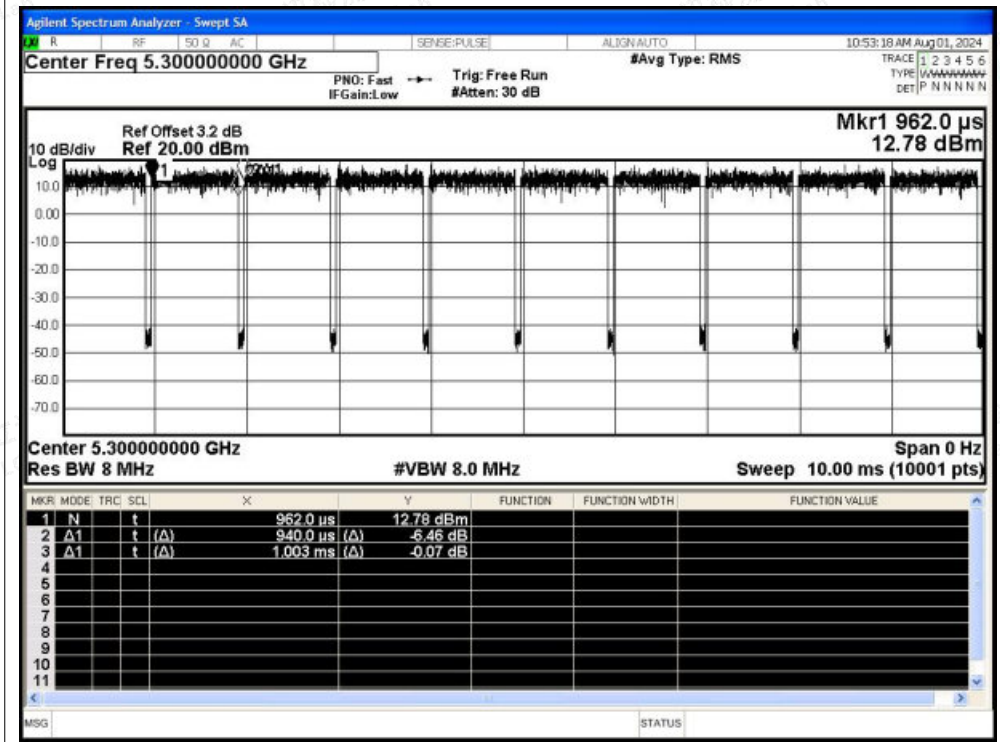 Agilent Spectrum Analyzer - Swept SA
LXI R RF 50 Ω AC SENSE:PULSE ALIGN AUTO 10:53:18 AM Aug 01, 2024
Center Freq 5.300000000 GHz #Avg Type: RMS TRACE 1 2 3 4 5 6
PNO: Fast Trig: Free Run TYPE
IFGain:Low #Atten: 30 dB DET P N N N N N
Mkr1 962.0 µs
Ref Offset 3.2 dB
10 dB/div Ref 20.00 dBm 12.78 dBm
Log
1
10.0
0.00
-10.0
-20.0
-30.0
-40.0
-50.0
-60.0
-70.0
Center 5.300000000 GHz Span 0 Hz
Res BW 8 MHz #VBW 8.0 MHz Sweep 10.00 ms (10001 pts)
MKR MODE TRC SCL X Y FUNCTION FUNCTION WIDTH FUNCTION VALUE
1 N t 962.0 µs 12.78 dBm
2 Δ1 t (Δ) 940.0 µs (Δ) -6.46 dB
3 Δ1 t (Δ) 1.003 ms (Δ) -0.07 dB
4
5
6
7
8
9
10
11
MSG STATUS